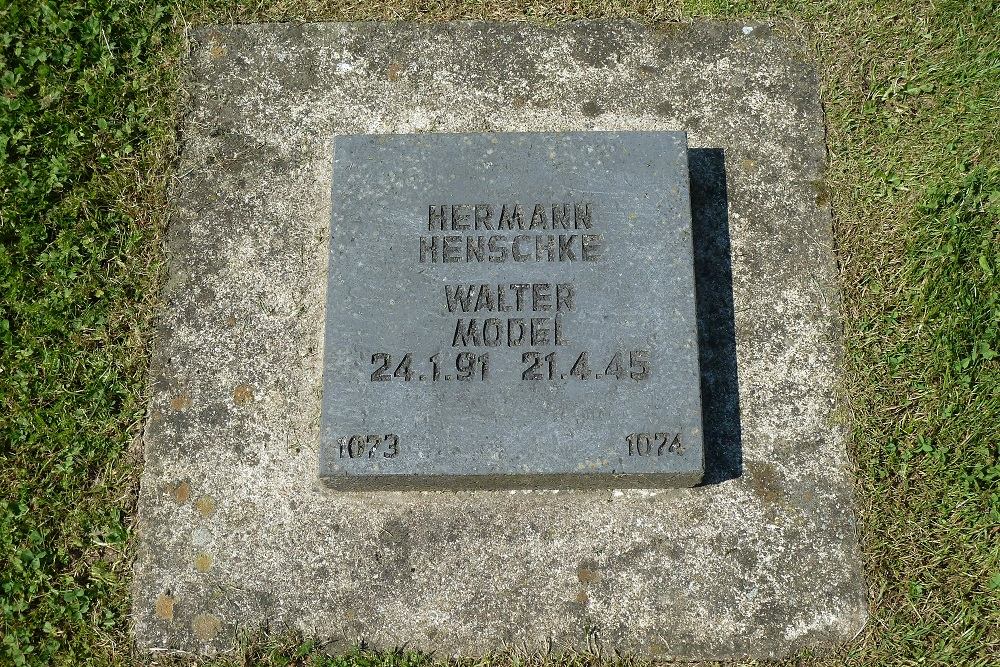 HERMANN
HENSCHKE
WALTER
MODEL
24.1.91 21.4.45
1073 1074